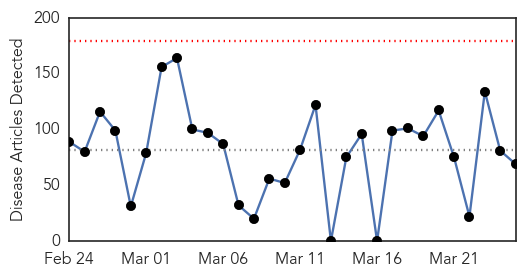 Disease Articles Detected
200
150
100
50
0
Feb 24
Mar 01
Mar 06
Mar 11
Mar 16
Mar 21